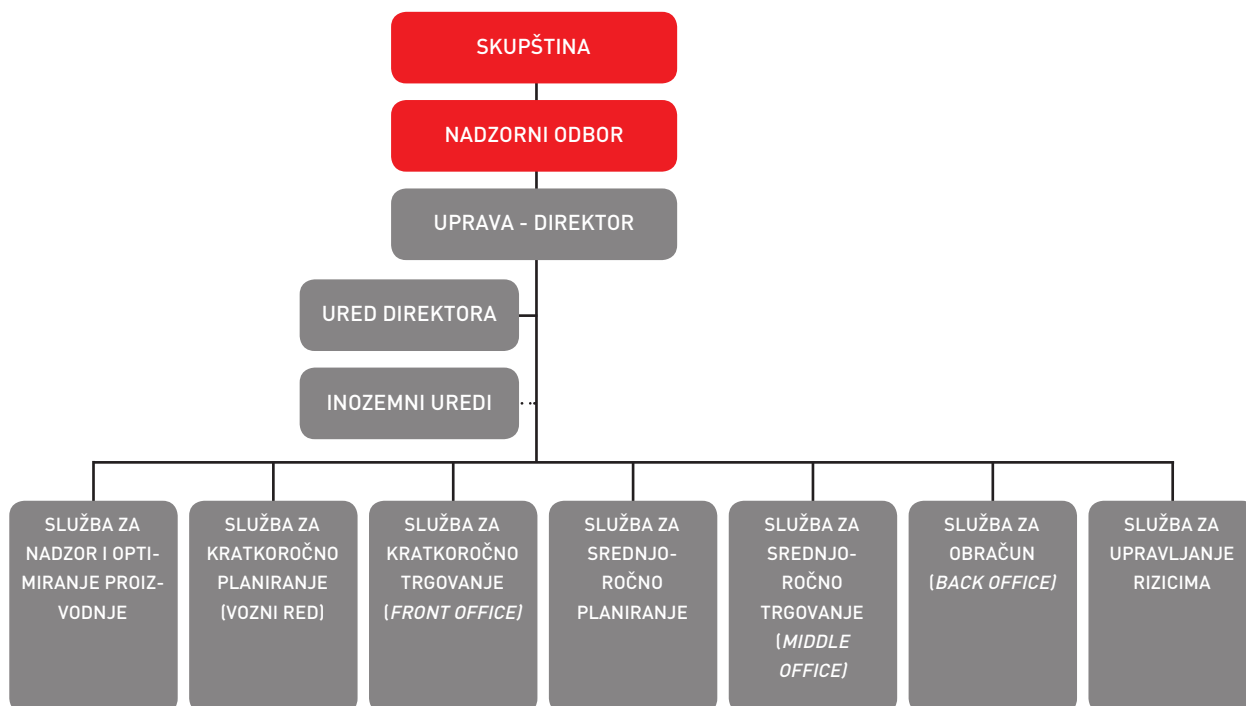 SKUPŠTINA
NADZORNI ODBOR
UPRAVA - DIREKTOR
URED DIREKTORA
INOZEMNI UREDI
SLUŽBA ZA
NADZOR I OPTI-
MIRANJE PROIZ-
VODNJE
SLUŽBA ZA
KRATKOROČNO
PLANIRANJE
(VOZNI RED)
SLUŽBA ZA
KRATKOROČNO
TRGOVANJE
(FRONT OFFICE)
SLUŽBA ZA
SREDNJO-
ROČNO
PLANIRANJE
SLUŽBA ZA
SREDNJO-
ROČNO
TRGOVANJE
(MIDDLE
OFFICE)
SLUŽBA ZA
OBRAČUN
(BACK OFFICE)
SLUŽBA ZA
UPRAVLJANJE
RIZICIMA